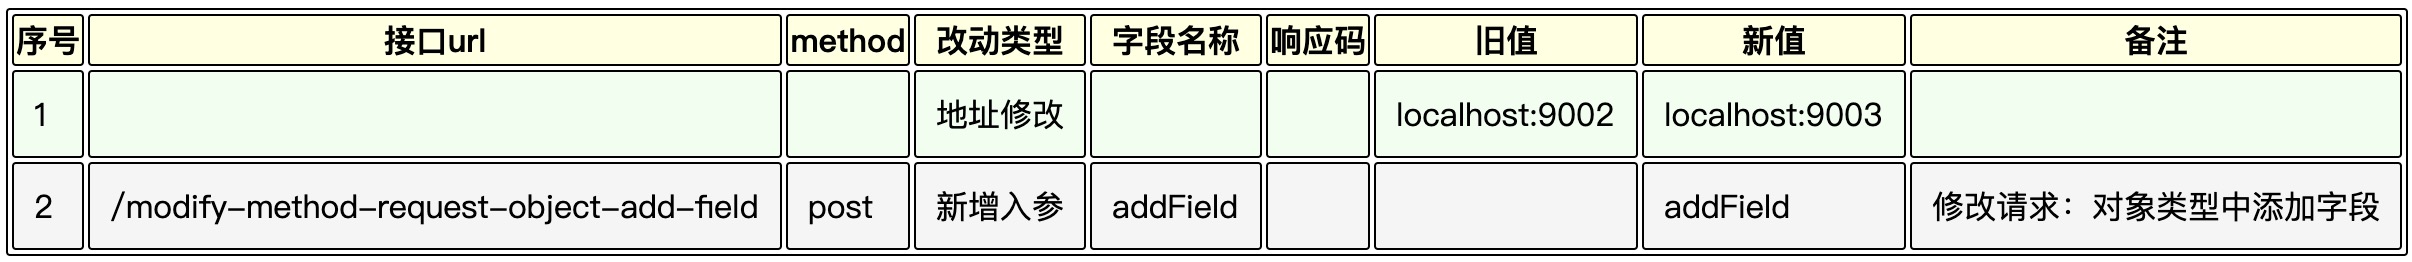 序号 接口url method 改动类型 字段名称 响应码 旧值 新值 备注
1 地址修改 localhost:9002 localhost:9003
2 /modify-method-request-object-add-field post 新增入参 addField addField 修改请求：对象类型中添加字段